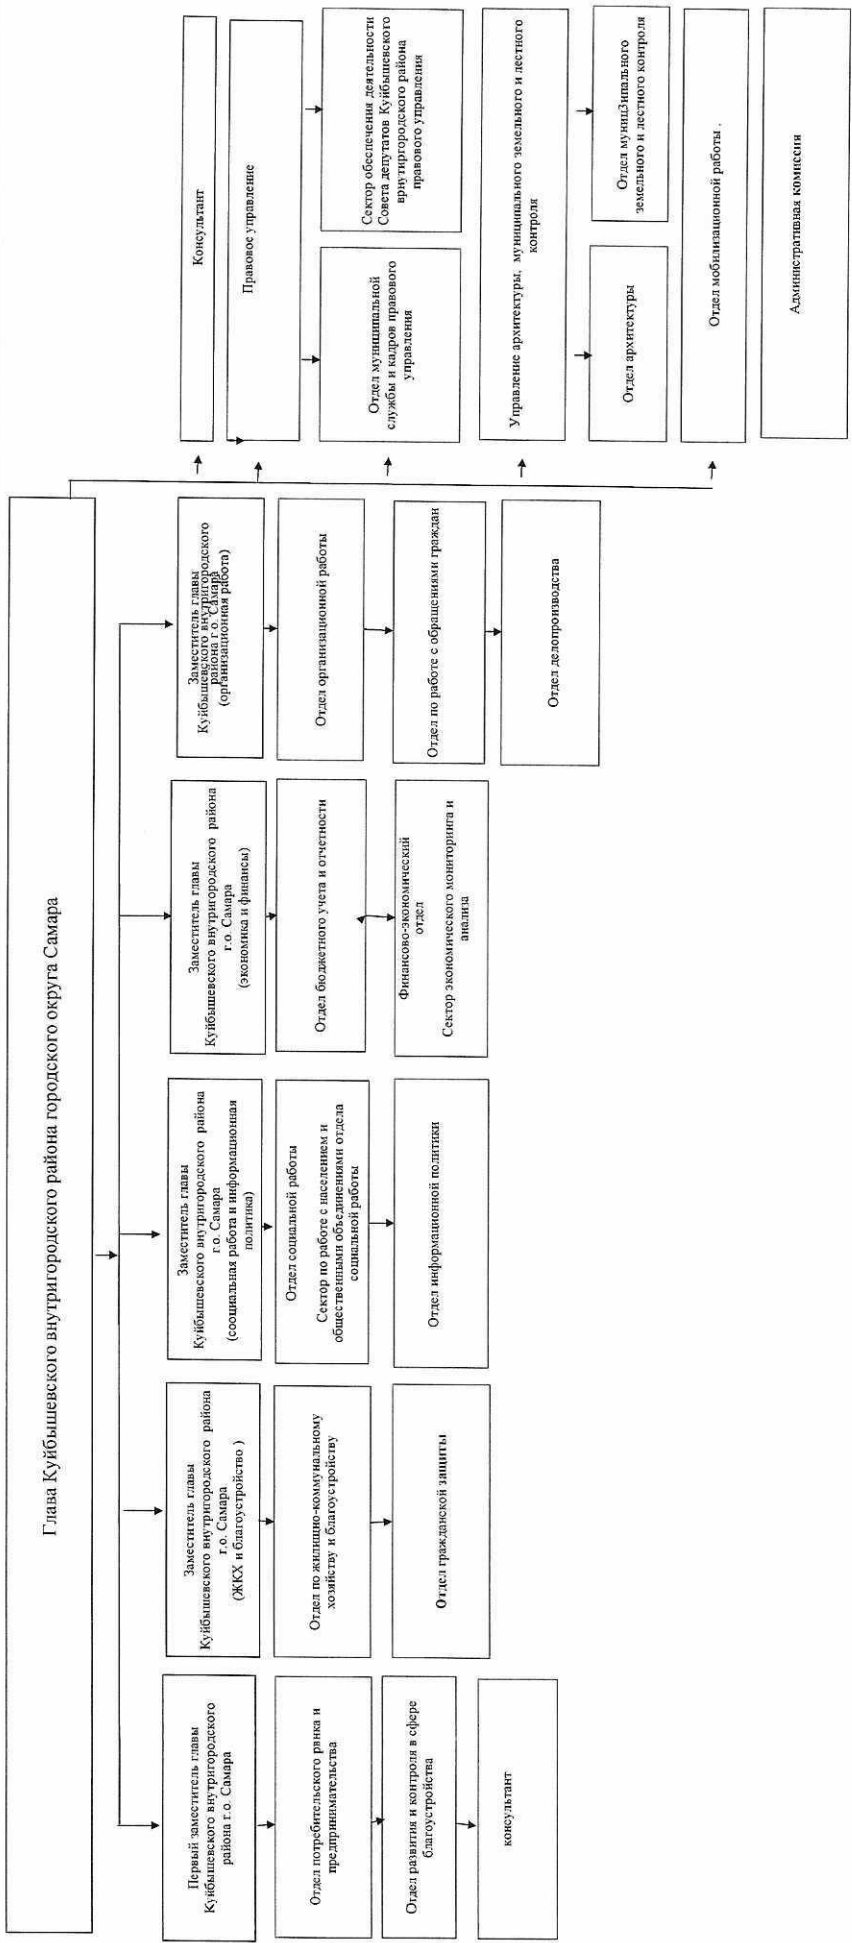 Глава Куйбышевского внутригородского района городского округа Самара
Первый заместитель главы
Куйбышевского внутригородского
района г.о. Самара
Отдел потребительского рвнка и
предпринимательства
Отдел развития и контроля в сфере
благоустройства
консультант
Заместитель главы
Куйбышевского внутригородского района
г.о. Самара
(ЖКХ и благоустройство )
Отдел по жилищно-коммунальному
хозяйству и благоустройству
Отдел гражданской защиты
Заместитель главы
Куйбышевского внутригородского района
г.о. Самара
(сооциальная работа и информационная
политика)
Отдел социальной работы
Сектор по работе с населением и
общественными объединениями отдела
социальной работы
Отдел информационной политики
Заместитель главы
Куйбышевского внутригородского района
г.о. Самара
(экономика и финансы)
Отдел бюджетного учета и отчетности
Финансово-экономический
отдел
Сектор экономического мониторинга и
анализа
Заместитель главы
Куйбышевского внутригородского
района г.о. Самара
(организационная работа)
Отдел организационной работы
Отдел по работе с обращениями граждан
Отдел делопроизводства
Консультант
Правовое управление
Отдел муниципальной
службы и кадров правового
управления
Сектор обеспечения деятельности
Совета депутатов Куйбышевского
врнутиргородского района
правового управления
Управление архитектуры, муниципального земельного и лестного
контроля
Отдел архитектуры
Отдел муницЗипального
земельного и лестного контроля
Отдел мобилизационной работы .
Административная комиссия